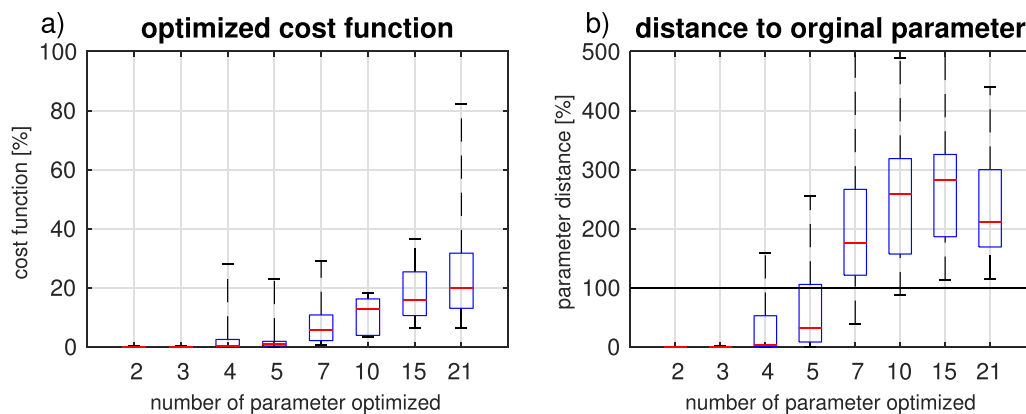 a) optimized cost function
100
80
60
40
20
0
cost function [%]
2 3 4 5 7 10 15 21
number of parameter optimized
b) distance to orginal parameter
500
400
300
200
100
0
parameter distance [%]
2 3 4 5 7 10 15 21
number of parameter optimized